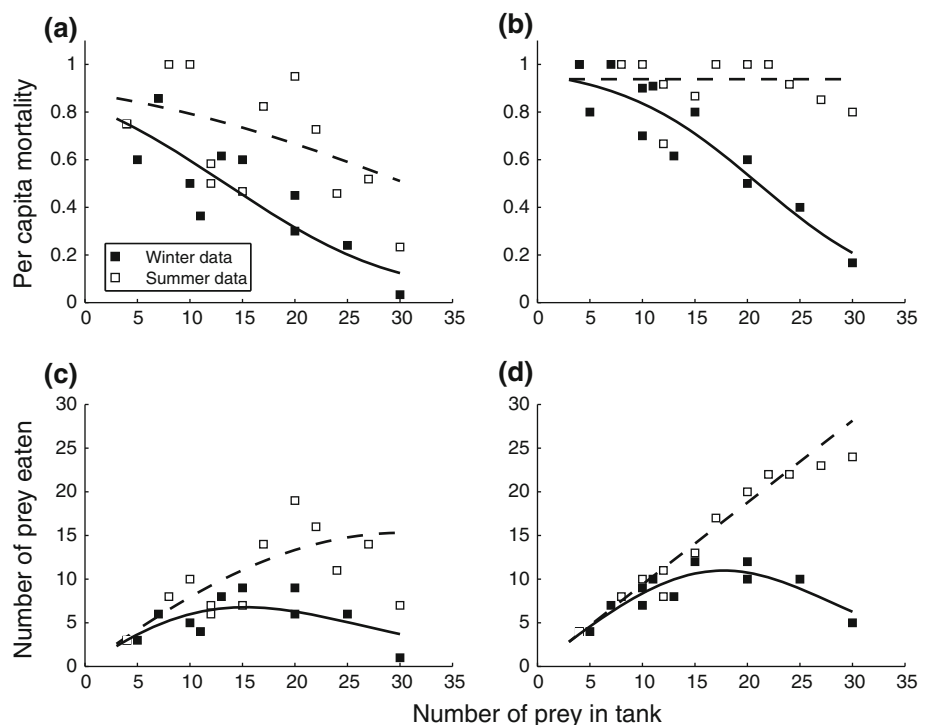 (a)
(b)
Per capita mortality
1
0.8
0.6
0.4
0.2
0
Winter data
Summer data
0 5 10 15 20 25 30 35
1
0.8
0.6
0.4
0.2
0
0 5 10 15 20 25 30 35
(c)
(d)
Number of prey eaten
30
25
20
15
10
5
0
0 5 10 15 20 25 30 35
30
25
20
15
10
5
0
0 5 10 15 20 25 30 35
Number of prey in tank